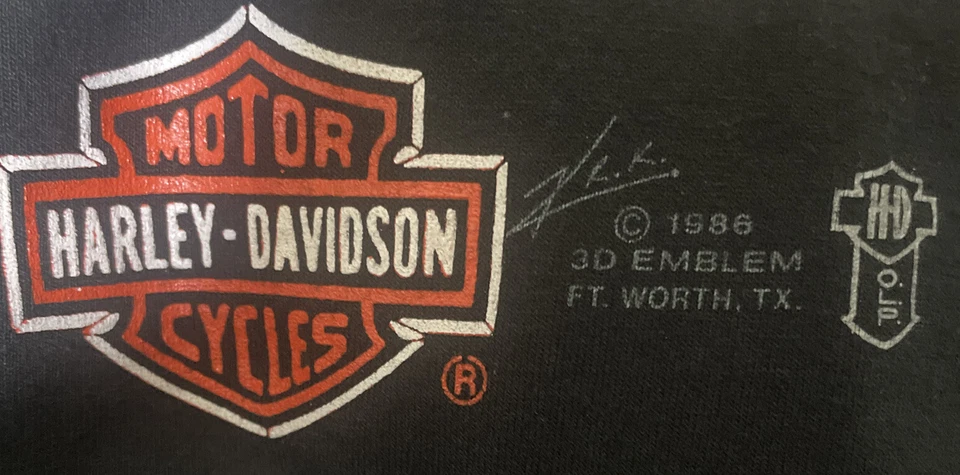 MOTOR
HARLEY-DAVIDSON
CYCLES
®
K.K.
© 1986
3D EMBLEM
FT. WORTH, TX.
H-D
O.L.P.